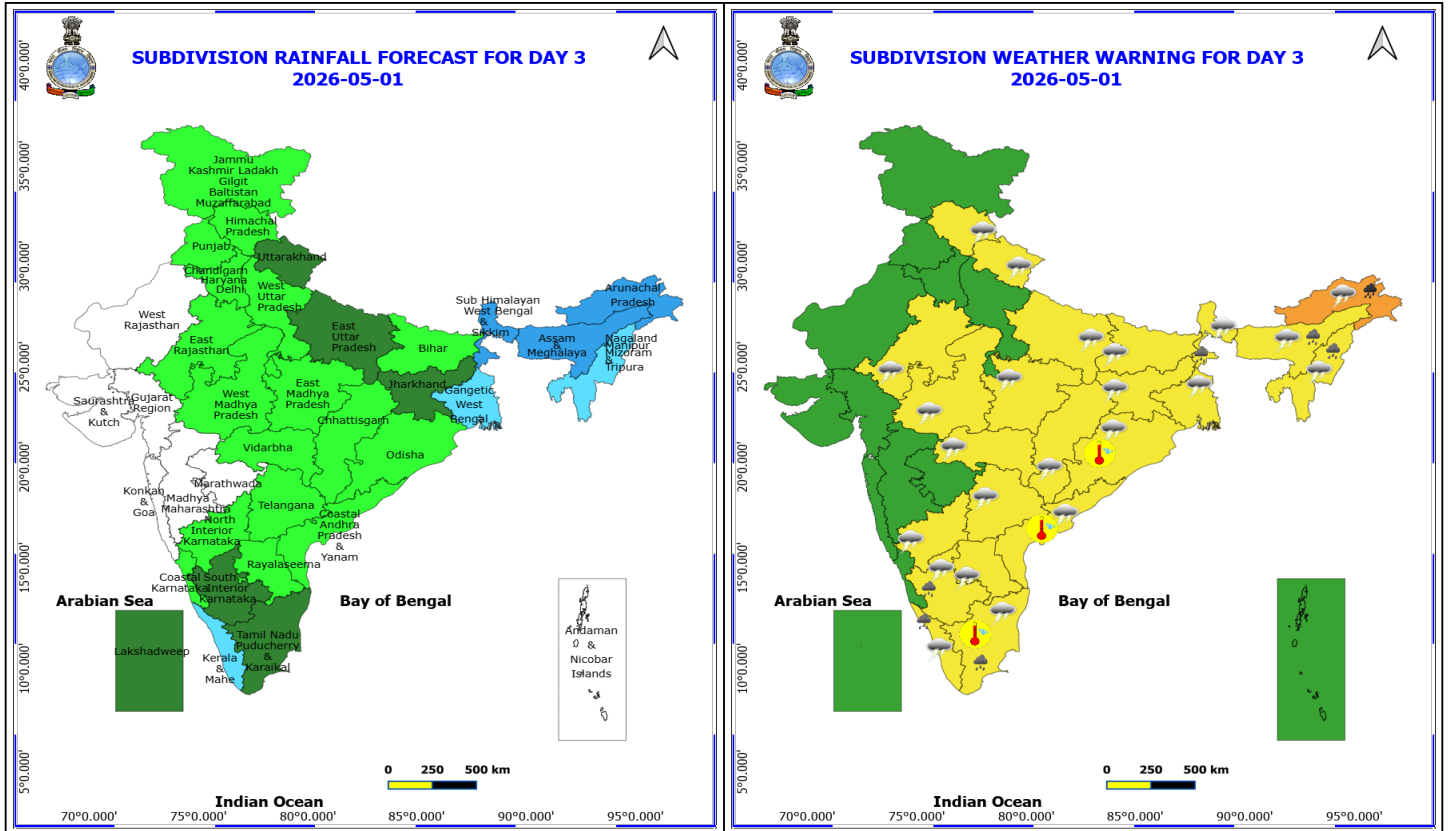 SUBDIVISION RAINFALL FORECAST FOR DAY 3
2026-05-01
40°0.000'
35°0.000'
30°0.000'
25°0.000'
20°0.000'
15°0.000'
10°0.000'
5°0.000'
Jammu
Kashmir Ladakh
Gilgit
Baltistan
Muzaffarabad
Himachal
Pradesh
Punjab
Uttarakhand
Chandigarh
Haryana
Delhi
West
Uttar
Pradesh
West
Rajasthan
East
Rajasthan
East
Uttar
Pradesh
Bihar
Sub Himalayan
West Bengal
&
Sikkim
Arunachal
Pradesh
Assam
&
Meghalaya
Nagaland
Manipur
Mizoram
&
Tripura
Jharkhand
Gangetic
West
Bengal
Saurashtra
&
Kutch
Gujarat
Region
West
Madhya
Pradesh
East
Madhya
Pradesh
Chhattisgarh
Vidarbha
Odisha
Konkan
&
Goa
Madhya
Maharashtra
Marathwada
Telangana
North
Interior
Karnataka
Coastal
Andhra
Pradesh
&
Yanam
Rayalaseema
Coastal
Karnataka
South
Interior
Karnataka
Arabian Sea
Bay of Bengal
Lakshadweep
Kerala
&
Mahe
Tamil Nadu
Puducherry
&
Karaikal
Andaman
&
Nicobar
Islands
0 250 500 km
Indian Ocean
70°0.000' 75°0.000' 80°0.000' 85°0.000' 90°0.000' 95°0.000'
SUBDIVISION WEATHER WARNING FOR DAY 3
2026-05-01
40°0.000'
35°0.000'
30°0.000'
25°0.000'
20°0.000'
15°0.000'
10°0.000'
5°0.000'
Arabian Sea
Bay of Bengal
0 250 500 km
Indian Ocean
70°0.000' 75°0.000' 80°0.000' 85°0.000' 90°0.000' 95°0.000'